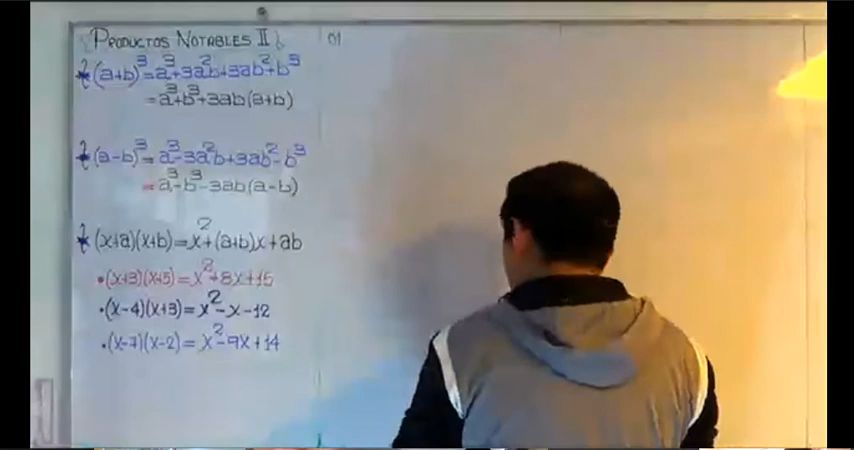 PRODUCTOS NOTABLES II
01
* (a+b)³=a³+3a²b+3ab²+b³
=a³+b³+3ab(a+b)
* (a-b)³=a³-3a²b+3ab²-b³
=a³-b³-3ab(a-b)
* (x+a)(x+b)=x²+(a+b)x+ab
•(x+3)(x+5)=x²+8x+15
•(x-4)(x+3)=x²-x-12
•(x-7)(x-2)=x²-9x+14